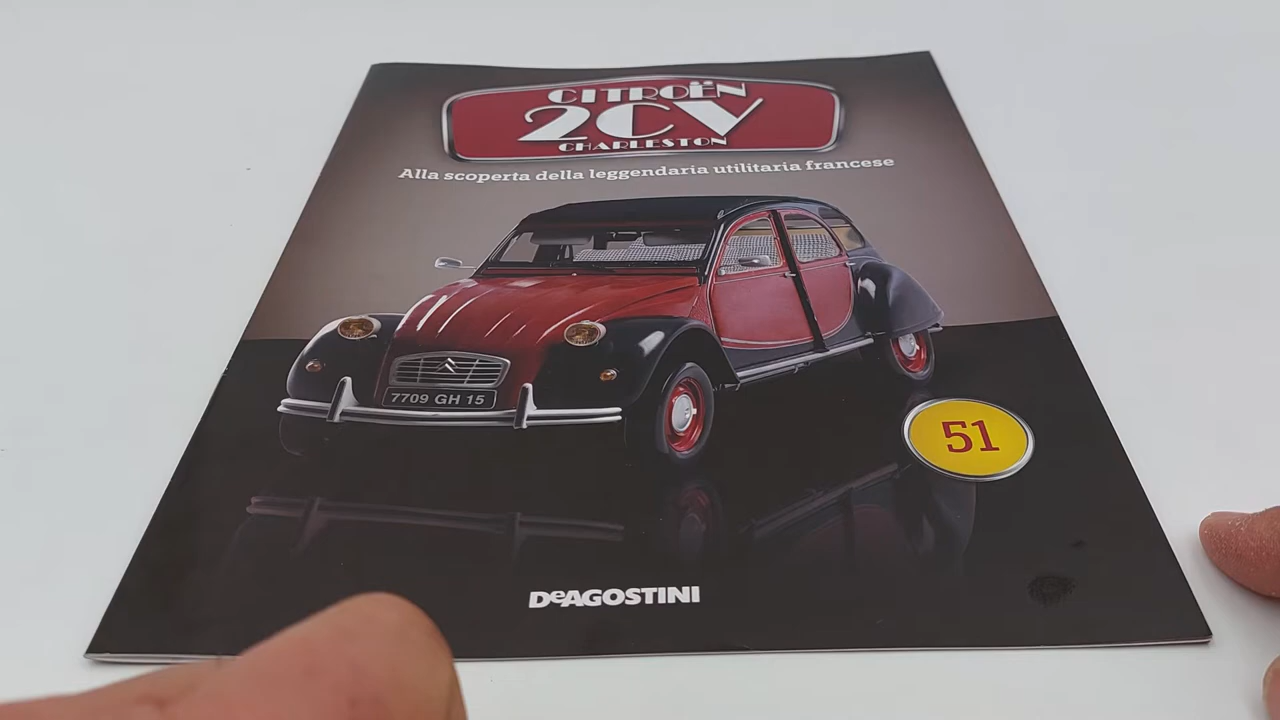 CITROËN
2CV
CHARLESTON
Alla scoperta della leggendaria utilitaria francese
7709 GH 15
51
DeAGOSTINI